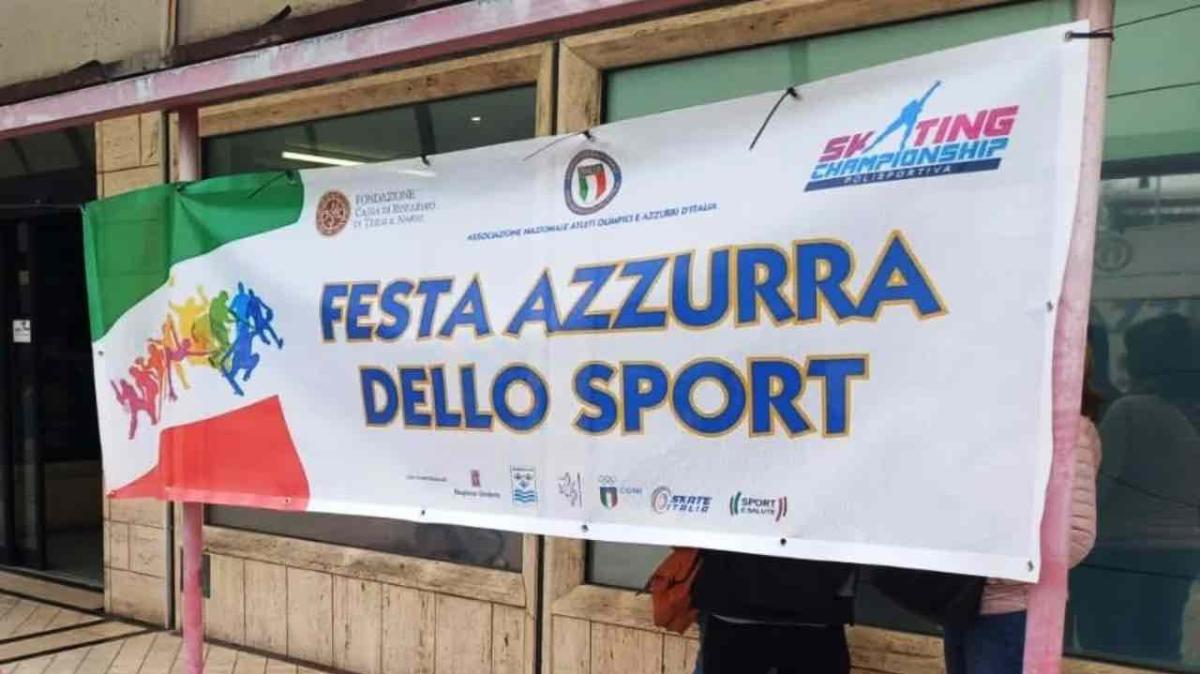 FONDAZIONE
CASSA DI RISPARMIO
DI TERNI E NARNI
ASSOCIAZIONE NAZIONALE ATLETI OLIMPICI E AZZURRI D'ITALIA
SKATING
CHAMPIONSHIP
POLISPORTIVA
FESTA AZZURRA
DELLO SPORT
Regione Umbria
CONI
SKATE
ITALIA
SPORT
E SALUTE